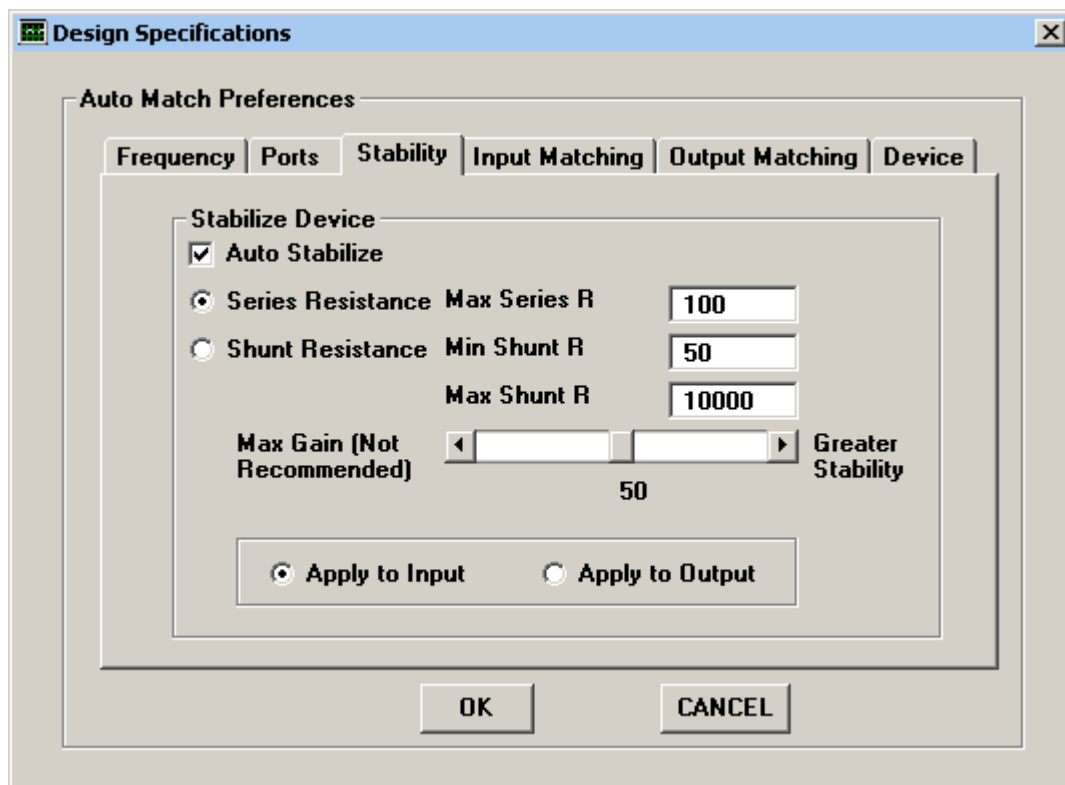 Design Specifications
Auto Match Preferences
Frequency Ports Stability Input Matching Output Matching Device
Stabilize Device
Auto Stabilize
Series Resistance Max Series R 100
Shunt Resistance Min Shunt R 50
Max Shunt R 10000
Max Gain (Not
Recommended)
Greater
Stability
50
Apply to Input Apply to Output
OK CANCEL